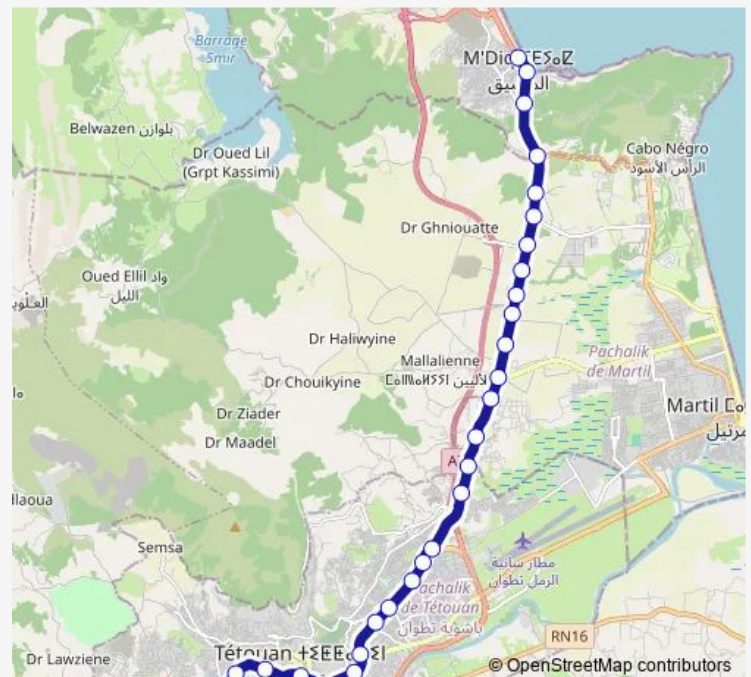 Barrage
Smir
M'Diq
المضيق
Belwazen بلوازن
Dr Oued Lil
(Grpt Kassimi)
Cabo Négro
الرأس الأسود
Dr Ghniouatte
Oued Ellil واد
الليل
Dr Haliwyine
Mallalienne
Dr Chouikyine
Pachalik
de Martil
Dr Ziader
Martil
مرتيل
Dr Maadel
Semsa
مطار سانية
الرمل تطوان
Pachalik
de Tétouan
باشوية تطوان
RN16
Tétouan
Dr Lawziene
© OpenStreetMap contributors